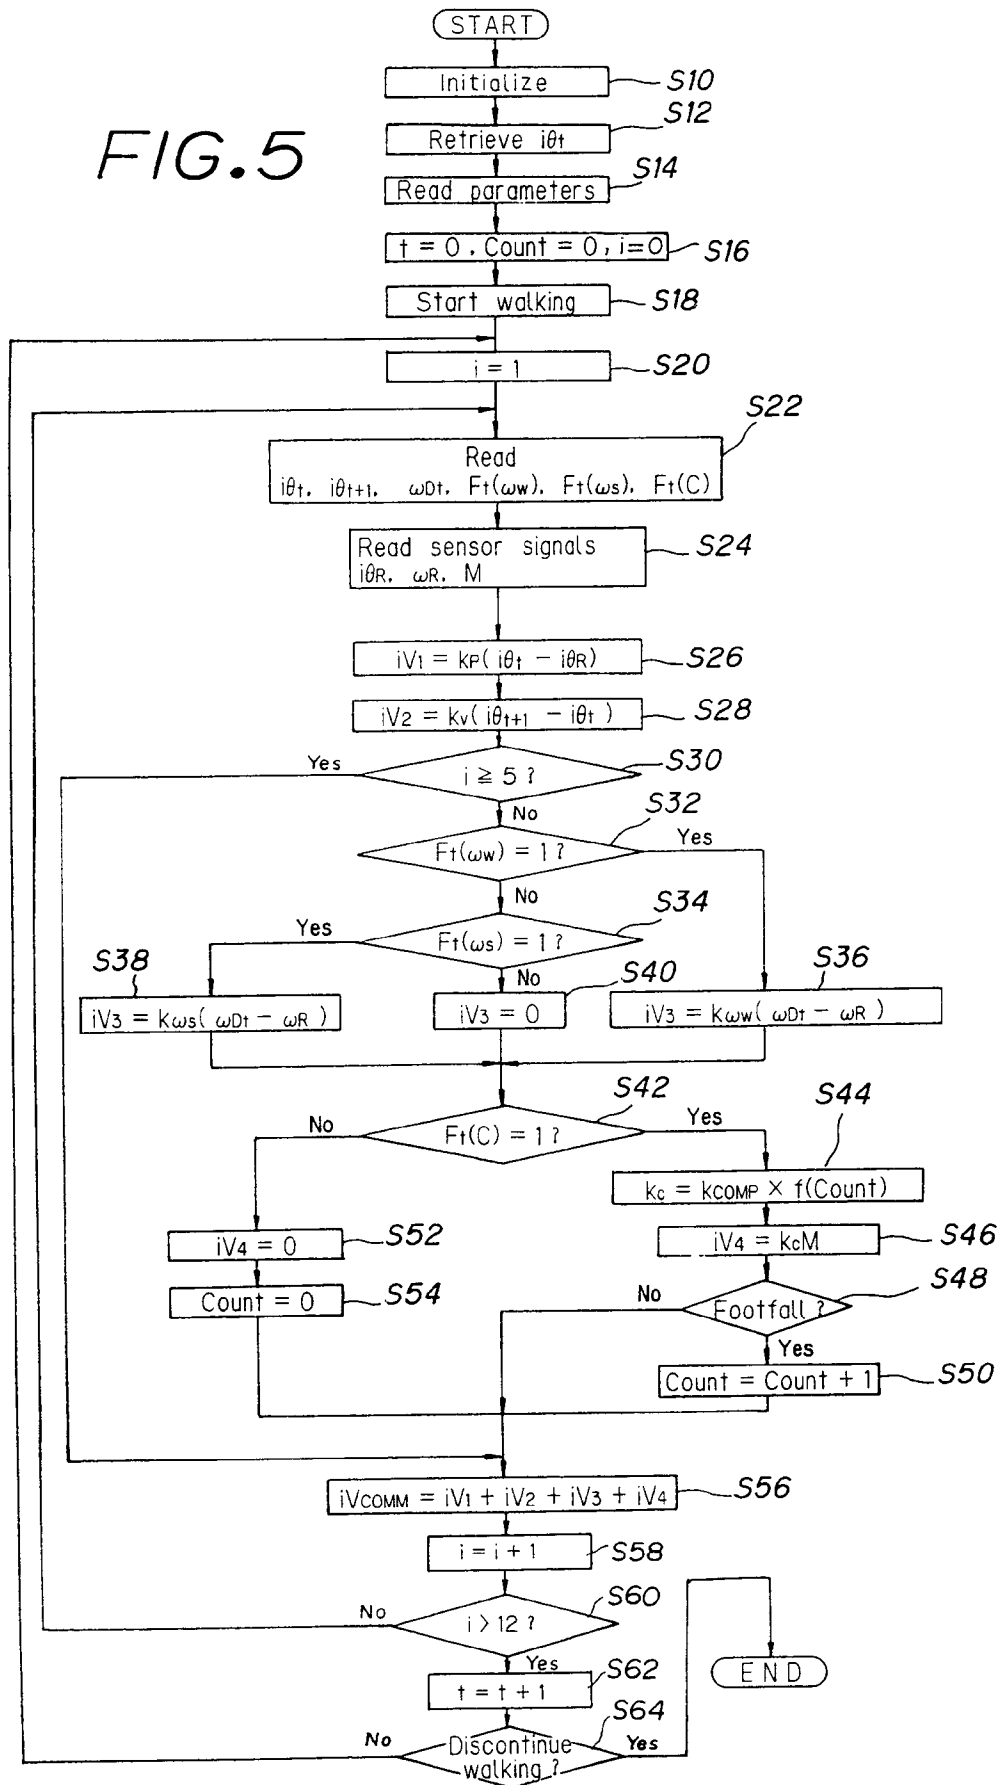 START
Initialize
S10
FIG.5
Retrieve iθt
S12
Read parameters
S14
t = 0, Count = 0, i=0
S16
Start walking
S18
i = 1
S20
S22
Read
iθt, iθt+1, ωDt, Ft(ωw), Ft(ωs), Ft(C)
Read sensor signals
S24
iθR, ωR, M
iV1 = kP( iθt - iθR)
S26
iV2 = kv( iθt+1 - iθt )
S28
Yes
i ≧ 5 ?
S30
No
S32
Ft(ωw) = 1 ?
Yes
No
S34
Yes
Ft(ωs) = 1 ?
No
S38
S40
S36
iV3 = kωs( ωDt - ωR )
iV3 = 0
iV3 = kωw( ωDt - ωR )
S42
No
Ft(C) = 1 ?
Yes
S44
kc = kCOMP × f(Count)
iV4 = 0
S52
iV4 = kcM
S46
Count = 0
S54
No
Footfall ?
S48
Yes
Count = Count + 1
S50
iVCOMM = iV1 + iV2 + iV3 + iV4
S56
i = i + 1
S58
No
i > 12 ?
S60
Yes
END
t = t + 1
S62
S64
No
Discontinue
walking ?
Yes